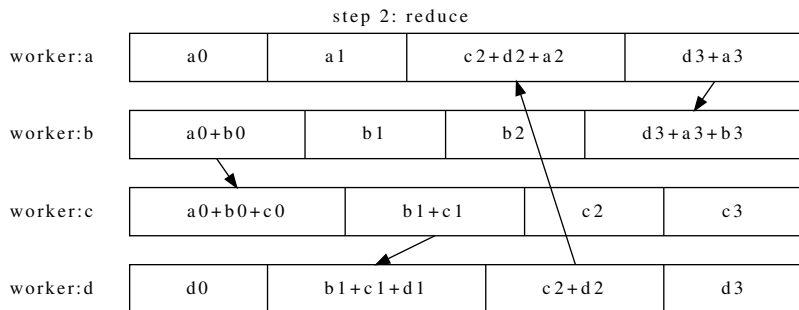 step 2: reduce
worker:a a0 a1 c2+d2+a2 d3+a3
worker:b a0+b0 b1 b2 d3+a3+b3
worker:c a0+b0+c0 b1+c1 c2 c3
worker:d d0 b1+c1+d1 c2+d2 d3